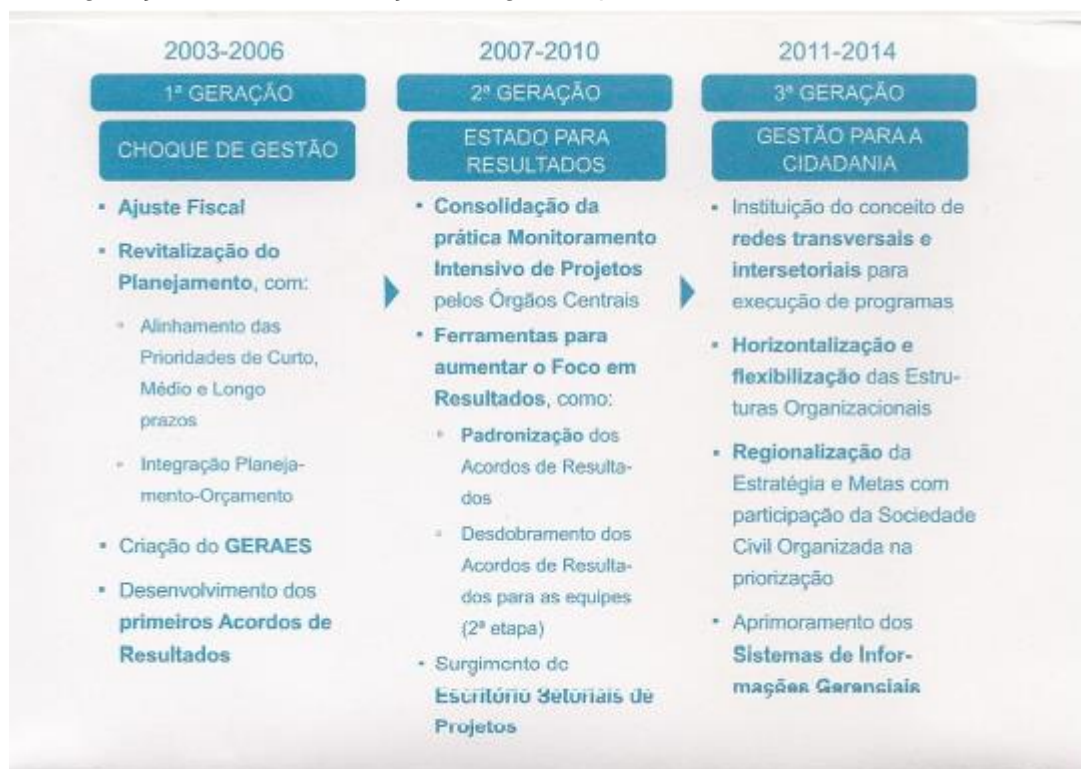 2003-2006
1ª GERAÇÃO
CHOQUE DE GESTÃO
• Ajuste Fiscal
• Revitalização do
Planejamento, com:
◦ Alinhamento das
Prioridades de Curto,
Médio e Longo
prazos
◦ Integração Planeja-
mento-Orçamento
• Criação do GERAES
• Desenvolvimento dos
primeiros Acordos de
Resultados
2007-2010
2ª GERAÇÃO
ESTADO PARA
RESULTADOS
• Consolidação da
prática Monitoramento
Intensivo de Projetos
pelos Órgãos Centrais
• Ferramentas para
aumentar o Foco em
Resultados, como:
◦ Padronização dos
Acordos de Resulta-
dos
◦ Desdobramento dos
Acordos de Resulta-
dos para as equipes
(2ª etapa)
• Surgimento de
Escritório Setoriais de
Projetos
2011-2014
3ª GERAÇÃO
GESTÃO PARA A
CIDADANIA
• Instituição do conceito de
redes transversais e
intersetoriais para
execução de programas
• Horizontalização e
flexibilização das Estru-
turas Organizacionais
• Regionalização da
Estratégia e Metas com
participação da Sociedade
Civil Organizada na
priorização
• Aprimoramento dos
Sistemas de Infor-
mações Gerenciais